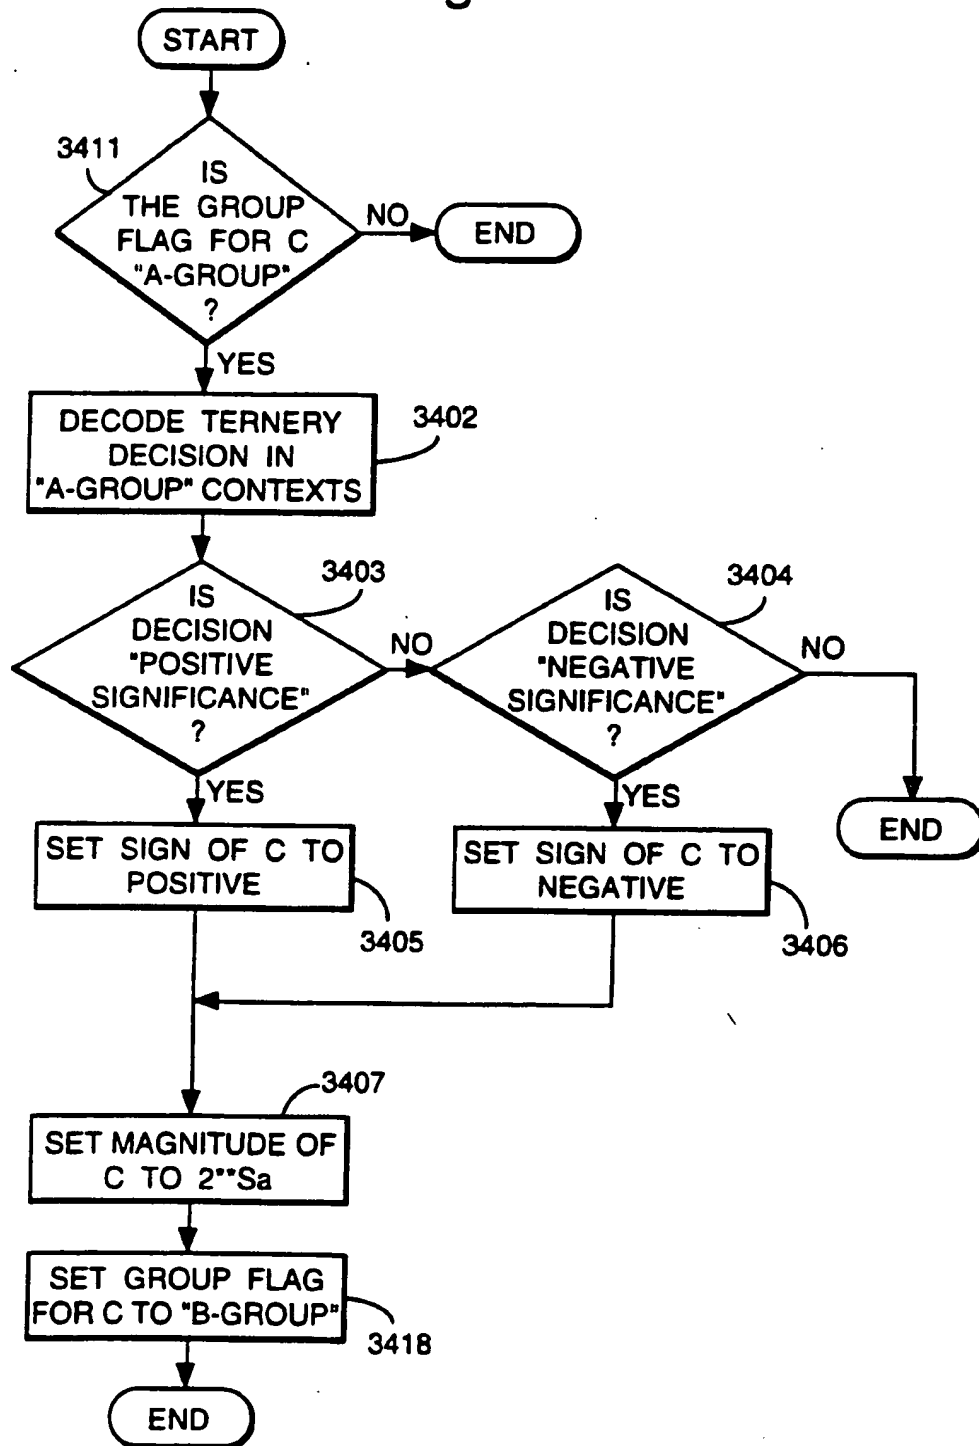 START
3411
IS
THE GROUP
FLAG FOR C
"A-GROUP"
?
NO
END
YES
DECODE TERNERY
DECISION IN
"A-GROUP" CONTEXTS
3402
3403
IS
DECISION
"POSITIVE
SIGNIFICANCE"
?
NO
3404
IS
DECISION
"NEGATIVE
SIGNIFICANCE"
?
NO
YES
YES
END
SET SIGN OF C TO
POSITIVE
3405
SET SIGN OF C TO
NEGATIVE
3406
3407
SET MAGNITUDE OF
C TO 2**Sa
SET GROUP FLAG
FOR C TO "B-GROUP"
3418
END